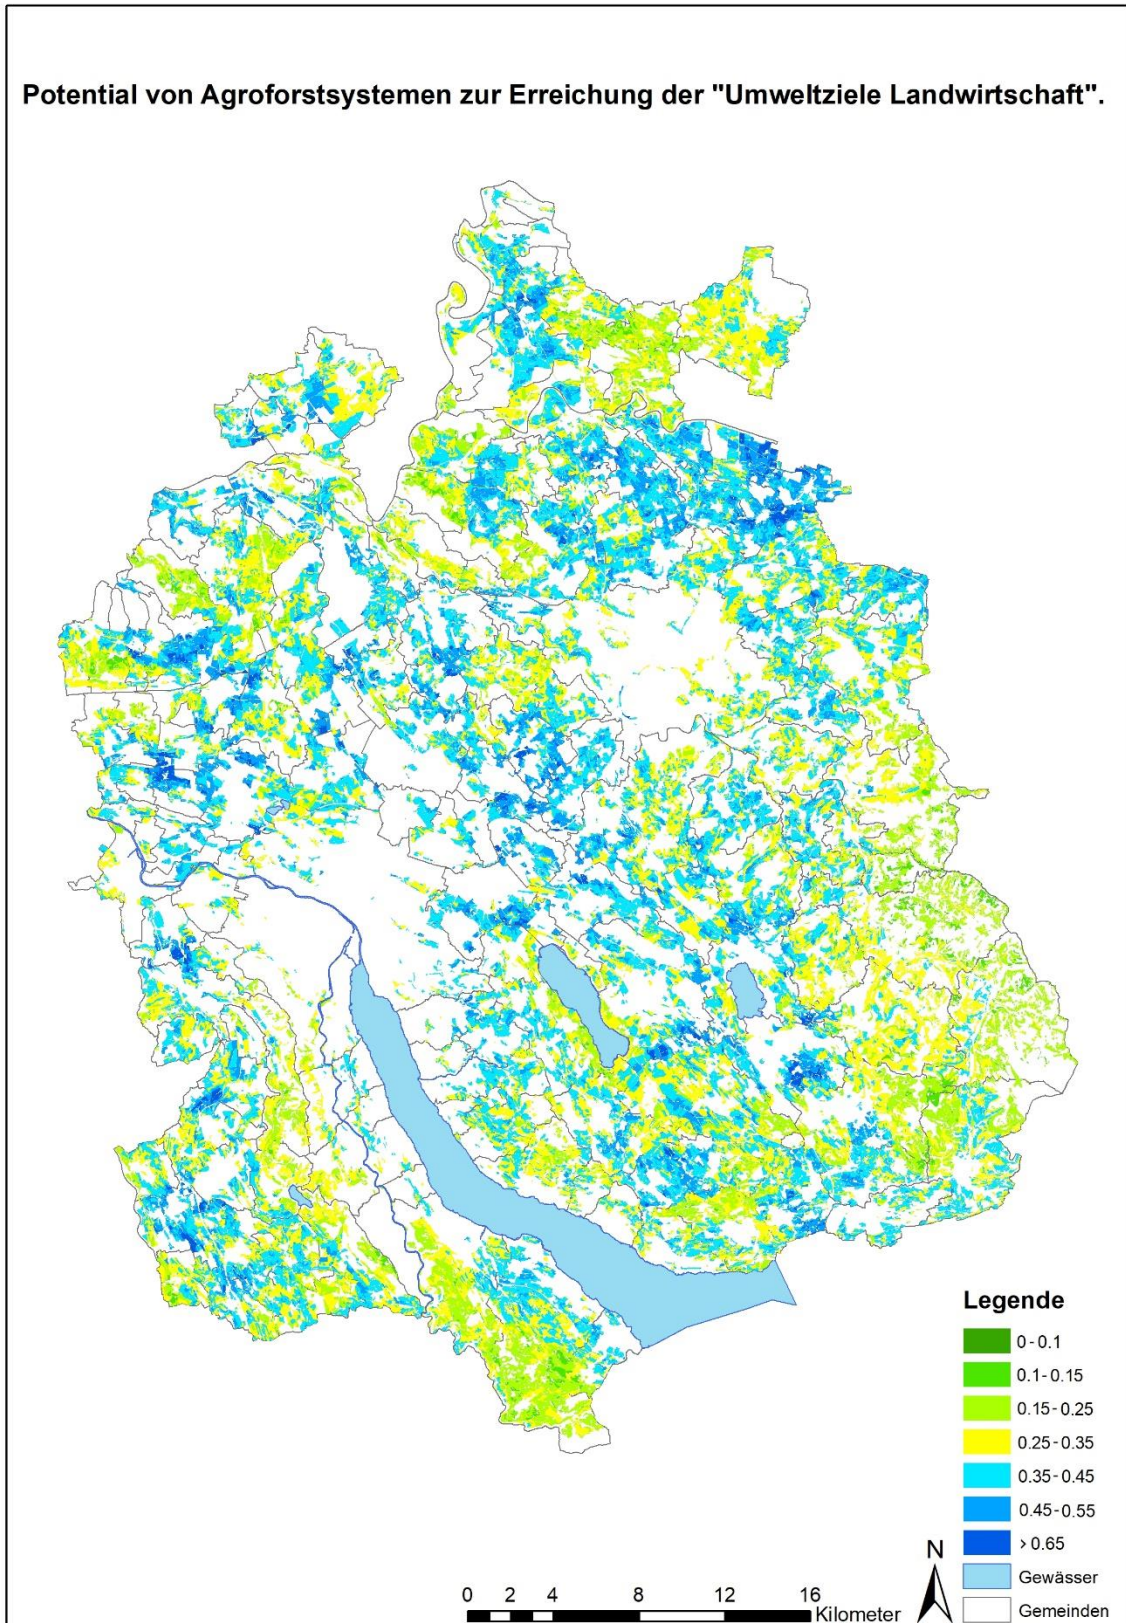 Potential von Agroforstsystemen zur Erreichung der "Umweltziele Landwirtschaft".
Legende
0-0.1
0.1-0.15
0.15-0.25
0.25-0.35
0.35-0.45
0.45-0.55
> 0.65
Gewässer
Gemeinden
N
0 2 4 8 12 16
Kilometer